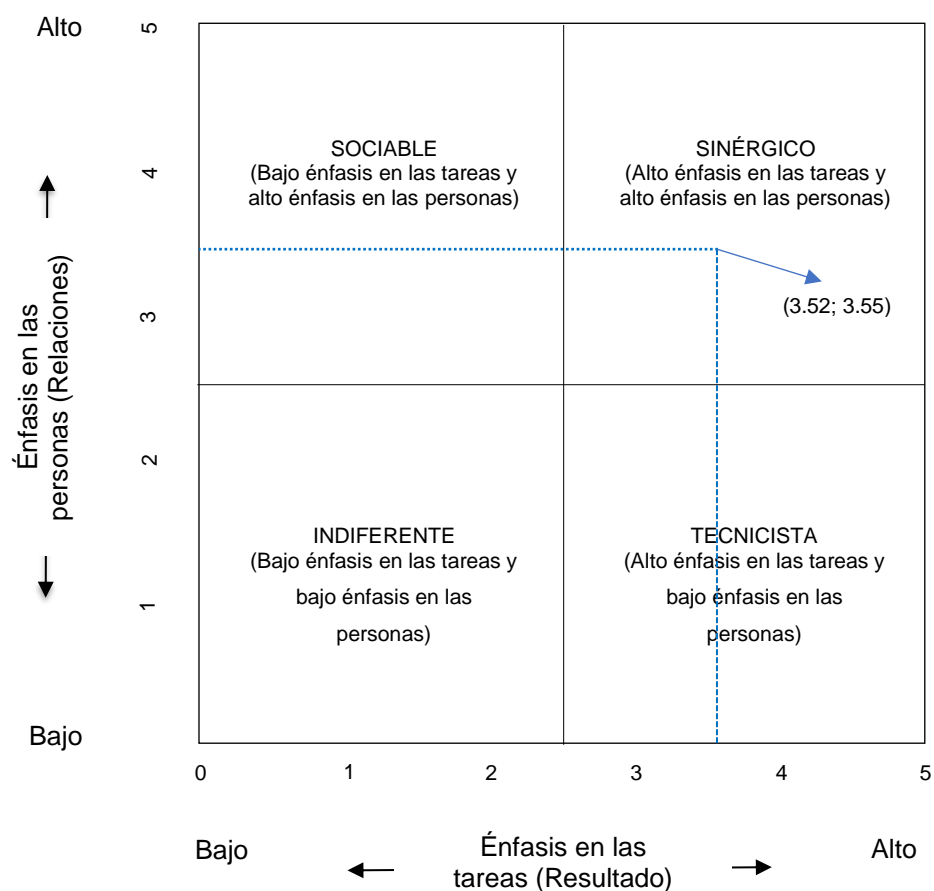 Alto
5
SOCIABLE
(Bajo énfasis en las tareas y
alto énfasis en las personas)
SINÉRGICO
(Alto énfasis en las tareas y
alto énfasis en las personas)
4
Énfasis en las
personas (Relaciones)
3
(3.52; 3.55)
2
INDIFERENTE
(Bajo énfasis en las tareas y
bajo énfasis en las
personas)
TECNICISTA
(Alto énfasis en las tareas y
bajo énfasis en las
personas)
1
Bajo
0 1 2 3 4 5
Bajo
Énfasis en las
tareas (Resultado)
Alto